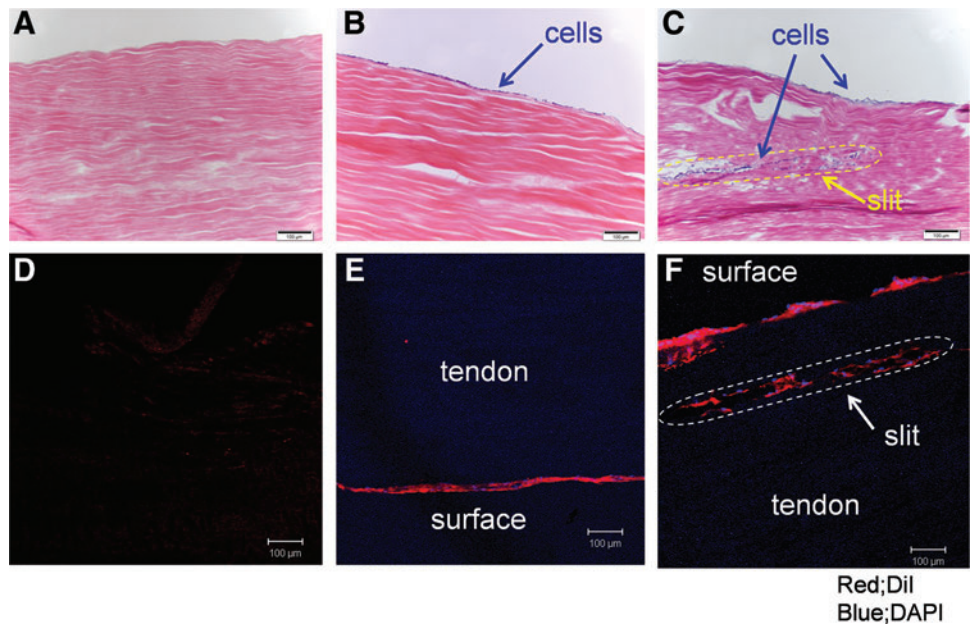 A
B
cells
C
cells
slit
100 µm
100 µm
100 µm
D
E
tendon
surface
100 µm
F
surface
slit
tendon
100 µm
100 µm
Red;DiI
Blue;DAPI